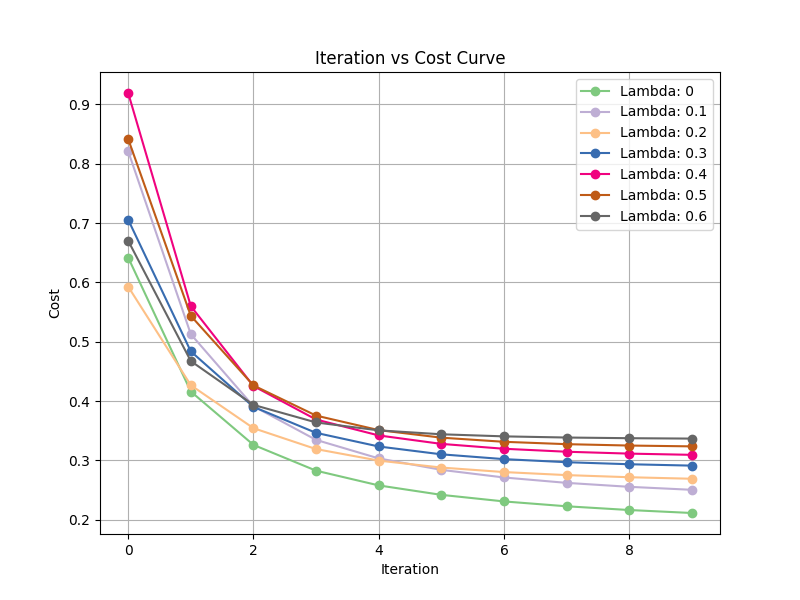 Iteration vs Cost Curve
Lambda: 0
Lambda: 0.1
Lambda: 0.2
Lambda: 0.3
Lambda: 0.4
Lambda: 0.5
Lambda: 0.6
0.9
0.8
0.7
0.6
0.5
0.4
0.3
0.2
Cost
0 2 4 6 8
Iteration